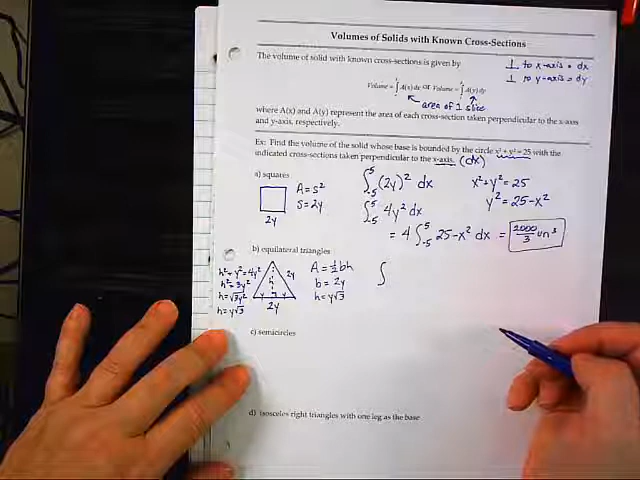 Volumes of Solids with Known Cross-Sections
The volume of solid with known cross-sections is given by
⊥ to x-axis = dx
⊥ to y-axis = dy
Volume = ∫A(x)dx or Volume = ∫A(y)dy
area of 1 slice
where A(x) and A(y) represent the area of each cross-section taken perpendicular to the x-axis
and y-axis, respectively.
Ex: Find the volume of the solid whose base is bounded by the circle x² + y² = 25 with the
indicated cross-sections taken perpendicular to the x-axis. (dx)
a) squares
A = s²
s = 2y
2y
∫₋₅⁵ (2y)² dx
∫₋₅⁵ 4y² dx
= 4 ∫₋₅⁵ 25-x² dx = 2000/3 un³
x²+y² = 25
y² = 25-x²
b) equilateral triangles
h² + y² = 4y²
h² = 3y²
h = √3y²
h = y√3
2y
h
y
y
2y
A = ½bh
b = 2y
h = y√3
∫
c) semicircles
d) isosceles right triangles with one leg as the base